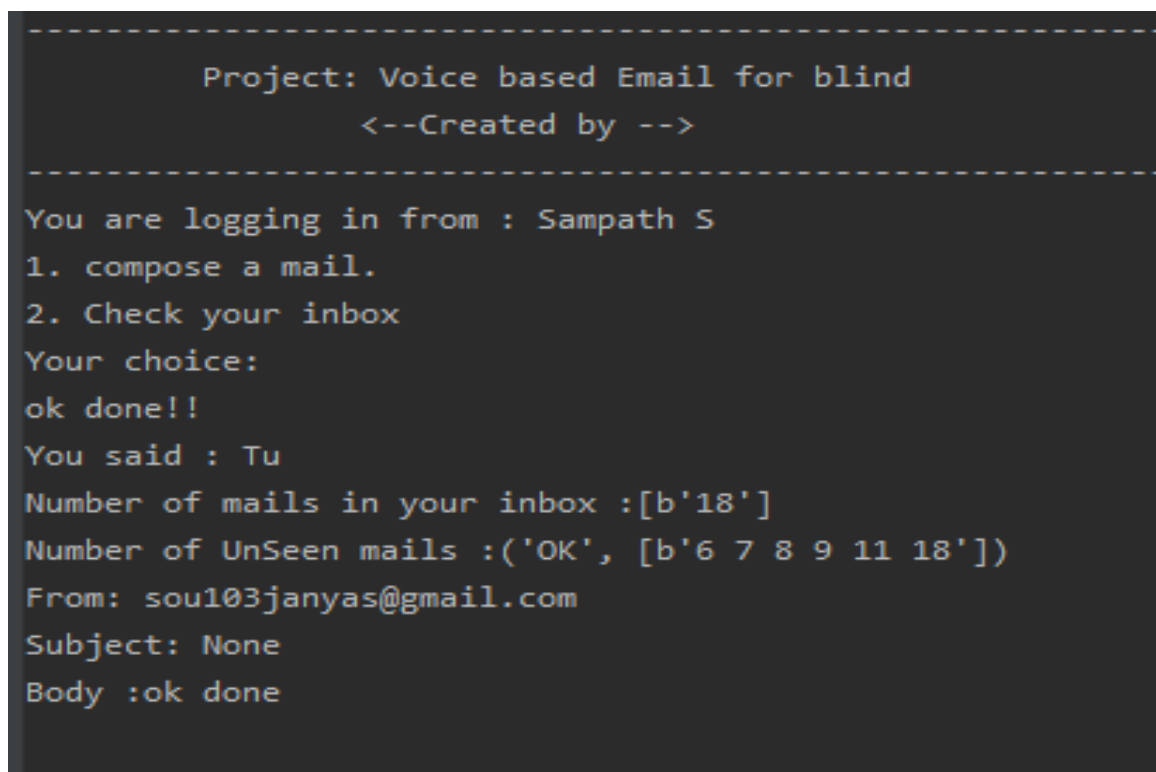 ------------------------------------------------------------
Project: Voice based Email for blind
<--Created by -->
------------------------------------------------------------
You are logging in from : Sampath S
1. compose a mail.
2. Check your inbox
Your choice:
ok done!!
You said : Tu
Number of mails in your inbox :[b'18']
Number of UnSeen mails :('OK', [b'6 7 8 9 11 18'])
From: sou103janyas@gmail.com
Subject: None
Body :ok done